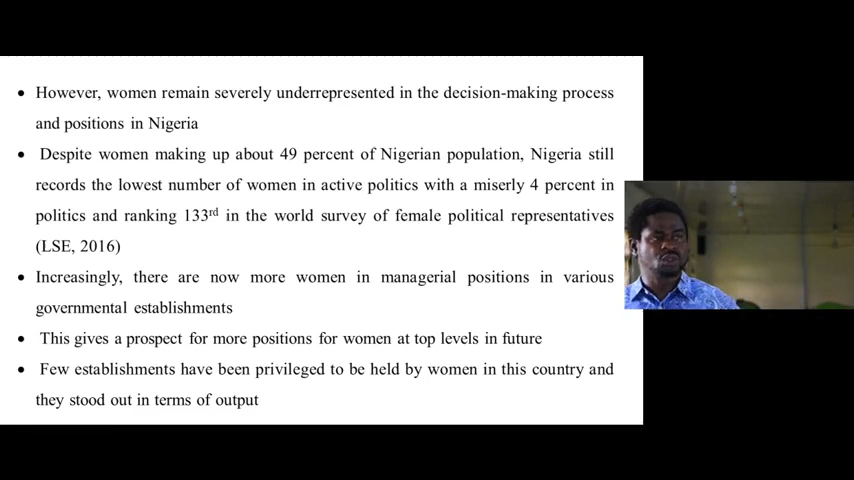 • However, women remain severely underrepresented in the decision-making process
and positions in Nigeria
• Despite women making up about 49 percent of Nigerian population, Nigeria still
records the lowest number of women in active politics with a miserly 4 percent in
politics and ranking 133rd in the world survey of female political representatives
(LSE, 2016)
• Increasingly, there are now more women in managerial positions in various
governmental establishments
• This gives a prospect for more positions for women at top levels in future
• Few establishments have been privileged to be held by women in this country and
they stood out in terms of output